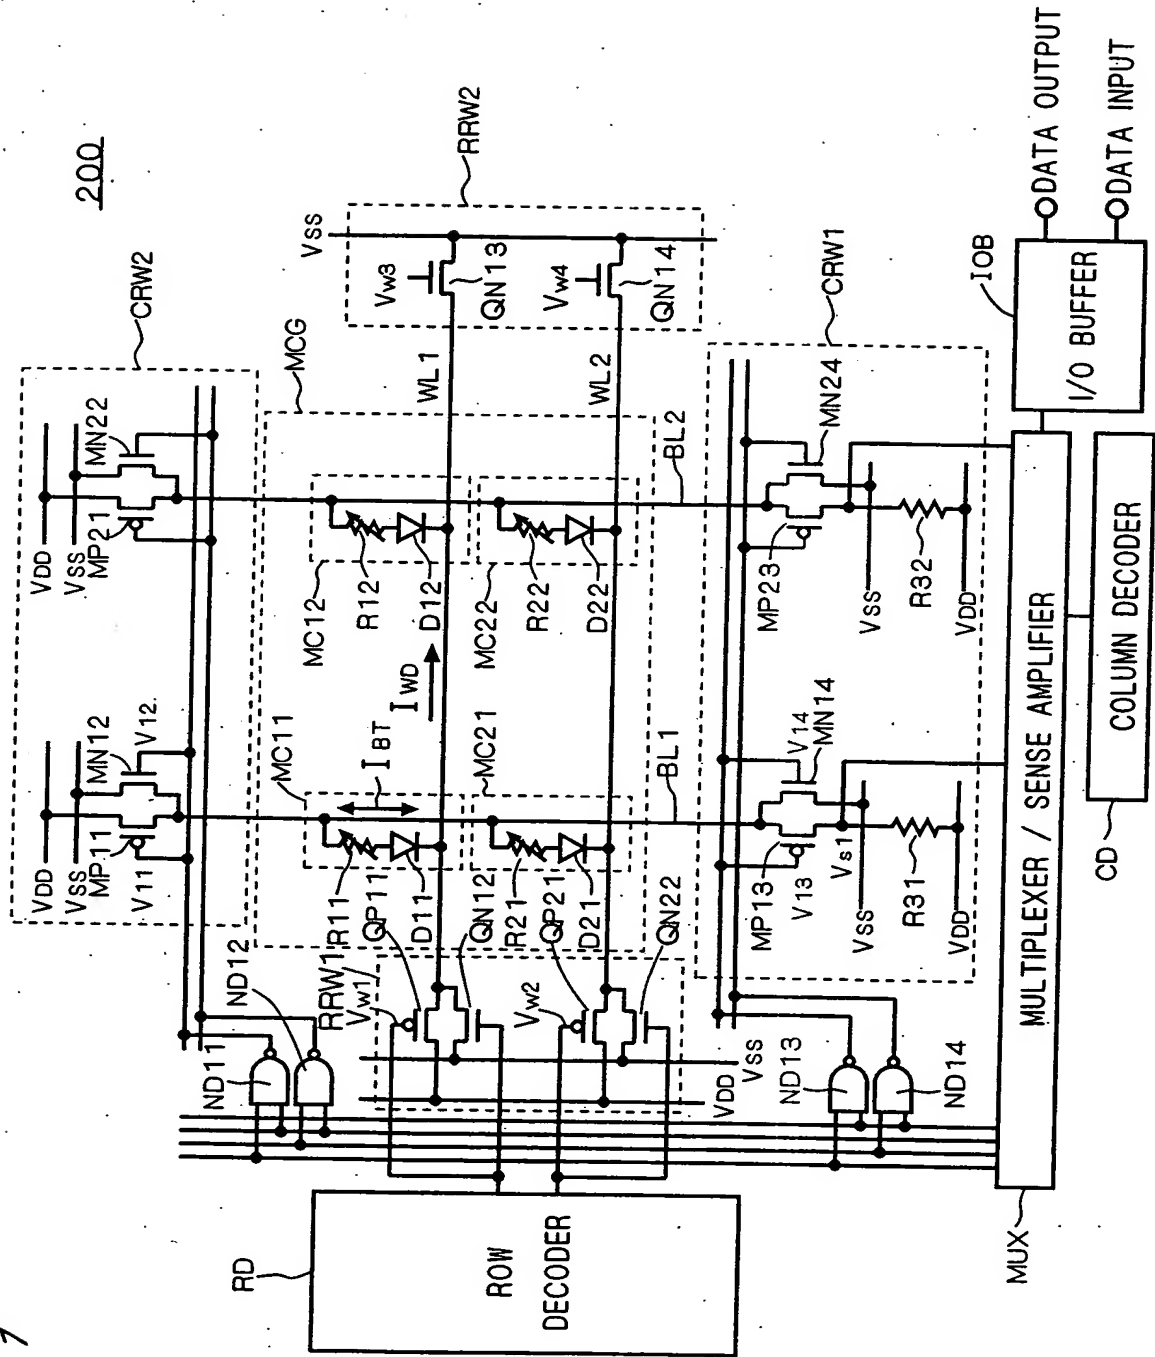 200
CRW2
VDD
VSS
MP21
MN22
VDD
VSS
MP11
V11
MN12
V12
MCG
RRW2
VSS
Vw3
QN13
Vw4
QN14
WL1
WL2
MC12
R12
D12
MC22
R22
D22
BL2
MC11
IBT
IWD
R11
D11
MC21
R21
D21
BL1
ND11
ND12
RRW1
Vw1
QP11
QN12
Vw2
QP21
QN22
VDD
VSS
RD
ROW
DECODER
CRW1
MN24
MP23
VSS
R32
VDD
V14
MN14
MP13
V13
Vs1
VSS
R31
VDD
ND13
ND14
MUX
MULTIPLEXER / SENSE AMPLIFIER
CD
COLUMN DECODER
IOB
I/O BUFFER
DATA OUTPUT
DATA INPUT